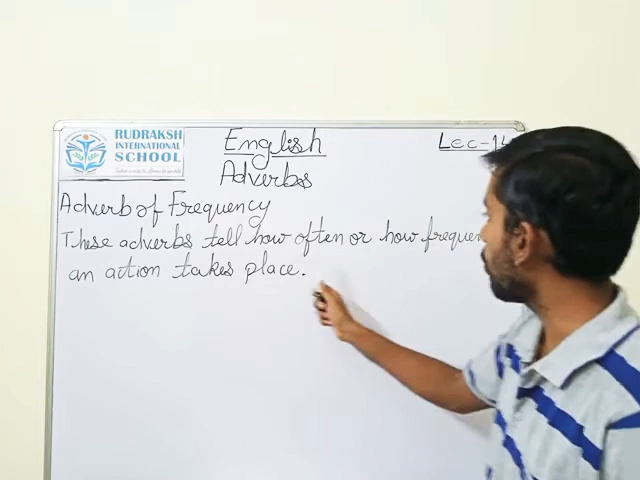 RUDRAKSH
INTERNATIONAL
SCHOOL
English
Lec-14
Adverbs
Adverb of Frequency
These adverbs tell how often or how frequen
an action takes place.